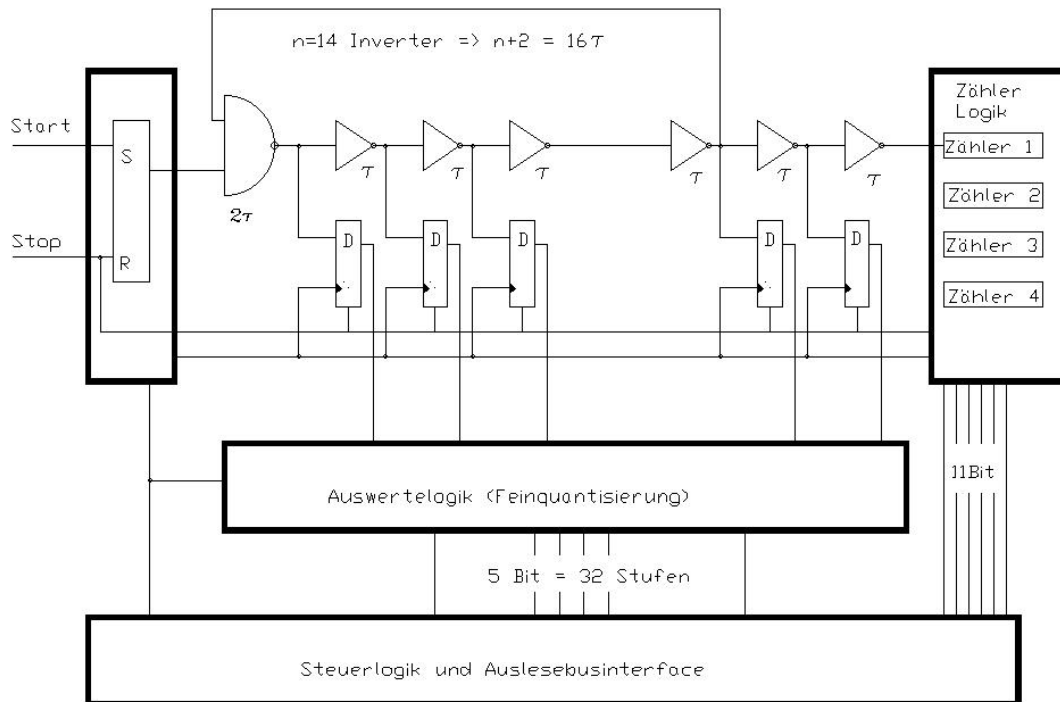 n=14 Inverter => n+2 = 16τ
Start
Stop
S
R
2τ
τ
τ
τ
τ
τ
τ
D
D
D
D
D
Zähler
Logik
Zähler 1
Zähler 2
Zähler 3
Zähler 4
11Bit
Auswertelogik (Feinquantisierung)
5 Bit = 32 Stufen
Steuerlogik und Auslesebusinterface